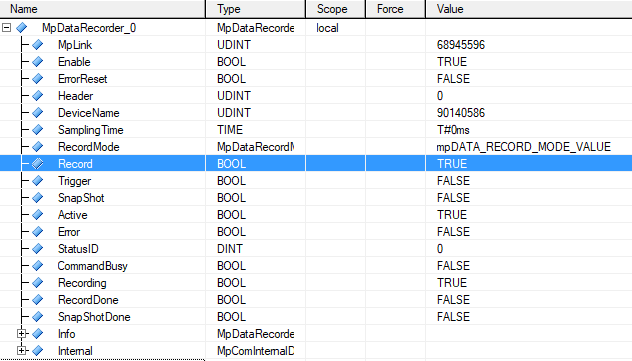 Name Type Scope Force Value
MpDataRecorder_0 MpDataRecorde local
MpLink UDINT 68945596
Enable BOOL TRUE
ErrorReset BOOL FALSE
Header UDINT 0
DeviceName UDINT 90140586
SamplingTime TIME T#0ms
RecordMode MpDataRecordM mpDATA_RECORD_MODE_VALUE
Record BOOL TRUE
Trigger BOOL FALSE
SnapShot BOOL FALSE
Active BOOL TRUE
Error BOOL FALSE
StatusID DINT 0
CommandBusy BOOL FALSE
Recording BOOL TRUE
RecordDone BOOL FALSE
SnapShotDone BOOL FALSE
Info MpDataRecorde
Internal MpComInternalD